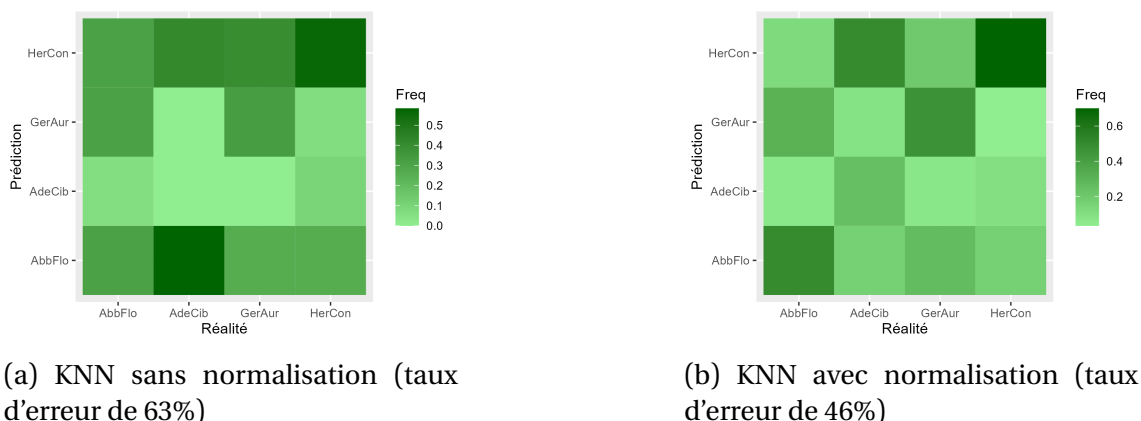 HerCon
GerAur
AdeCib
AbbFlo
Prédiction
AbbFlo AdeCib GerAur HerCon
Réalité
Freq
0.5
0.4
0.3
0.2
0.1
0.0
(a) KNN sans normalisation (taux
d'erreur de 63%)
HerCon
GerAur
AdeCib
AbbFlo
Prédiction
AbbFlo AdeCib GerAur HerCon
Réalité
Freq
0.6
0.4
0.2
(b) KNN avec normalisation (taux
d'erreur de 46%)